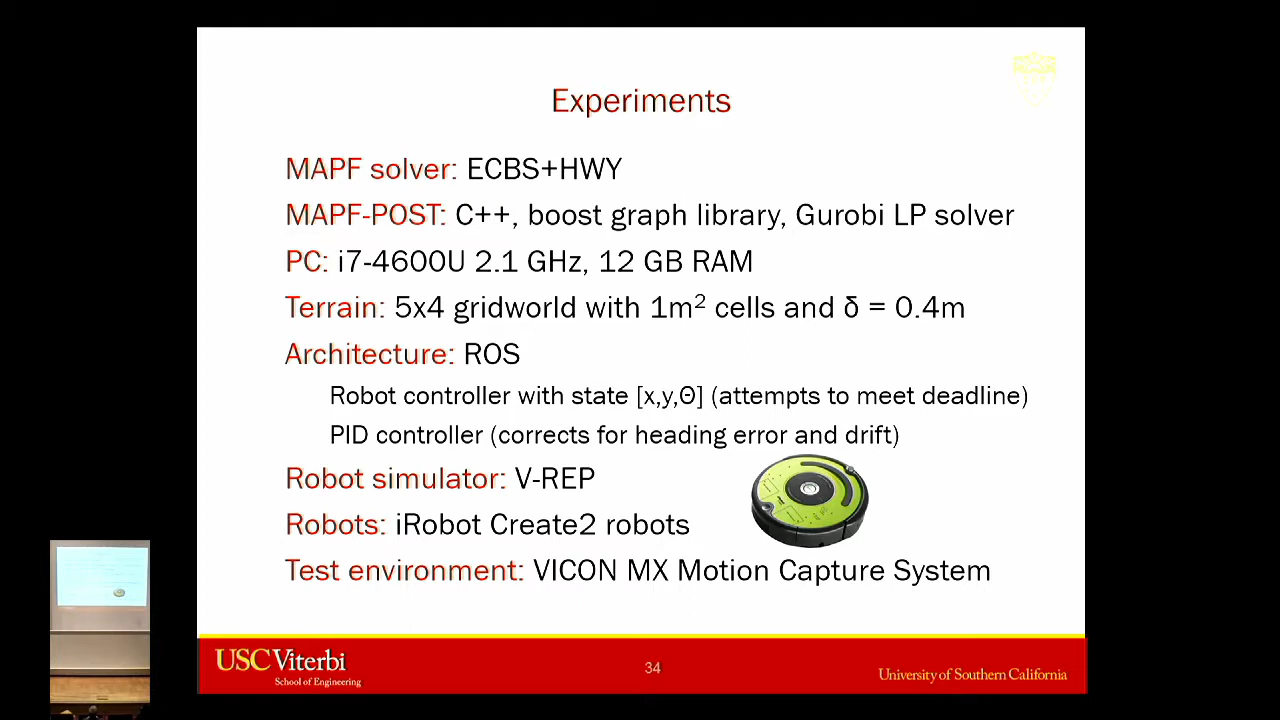 Experiments
MAPF solver: ECBS+HWY
MAPF-POST: C++, boost graph library, Gurobi LP solver
PC: i7-4600U 2.1 GHz, 12 GB RAM
Terrain: 5x4 gridworld with 1m² cells and δ = 0.4m
Architecture: ROS
Robot controller with state [x,y,Θ] (attempts to meet deadline)
PID controller (corrects for heading error and drift)
Robot simulator: V-REP
Robots: iRobot Create2 robots
Test environment: VICON MX Motion Capture System
USC Viterbi
School of Engineering
34
University of Southern California